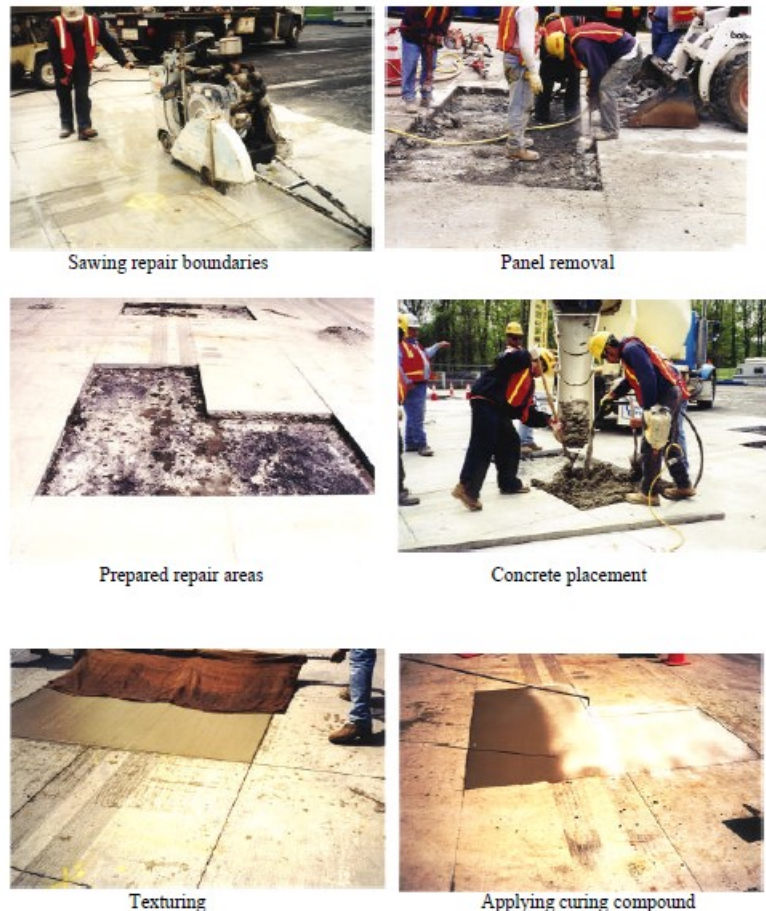 Sawing repair boundaries
Panel removal
Prepared repair areas
Concrete placement
Texturing
Applying curing compound